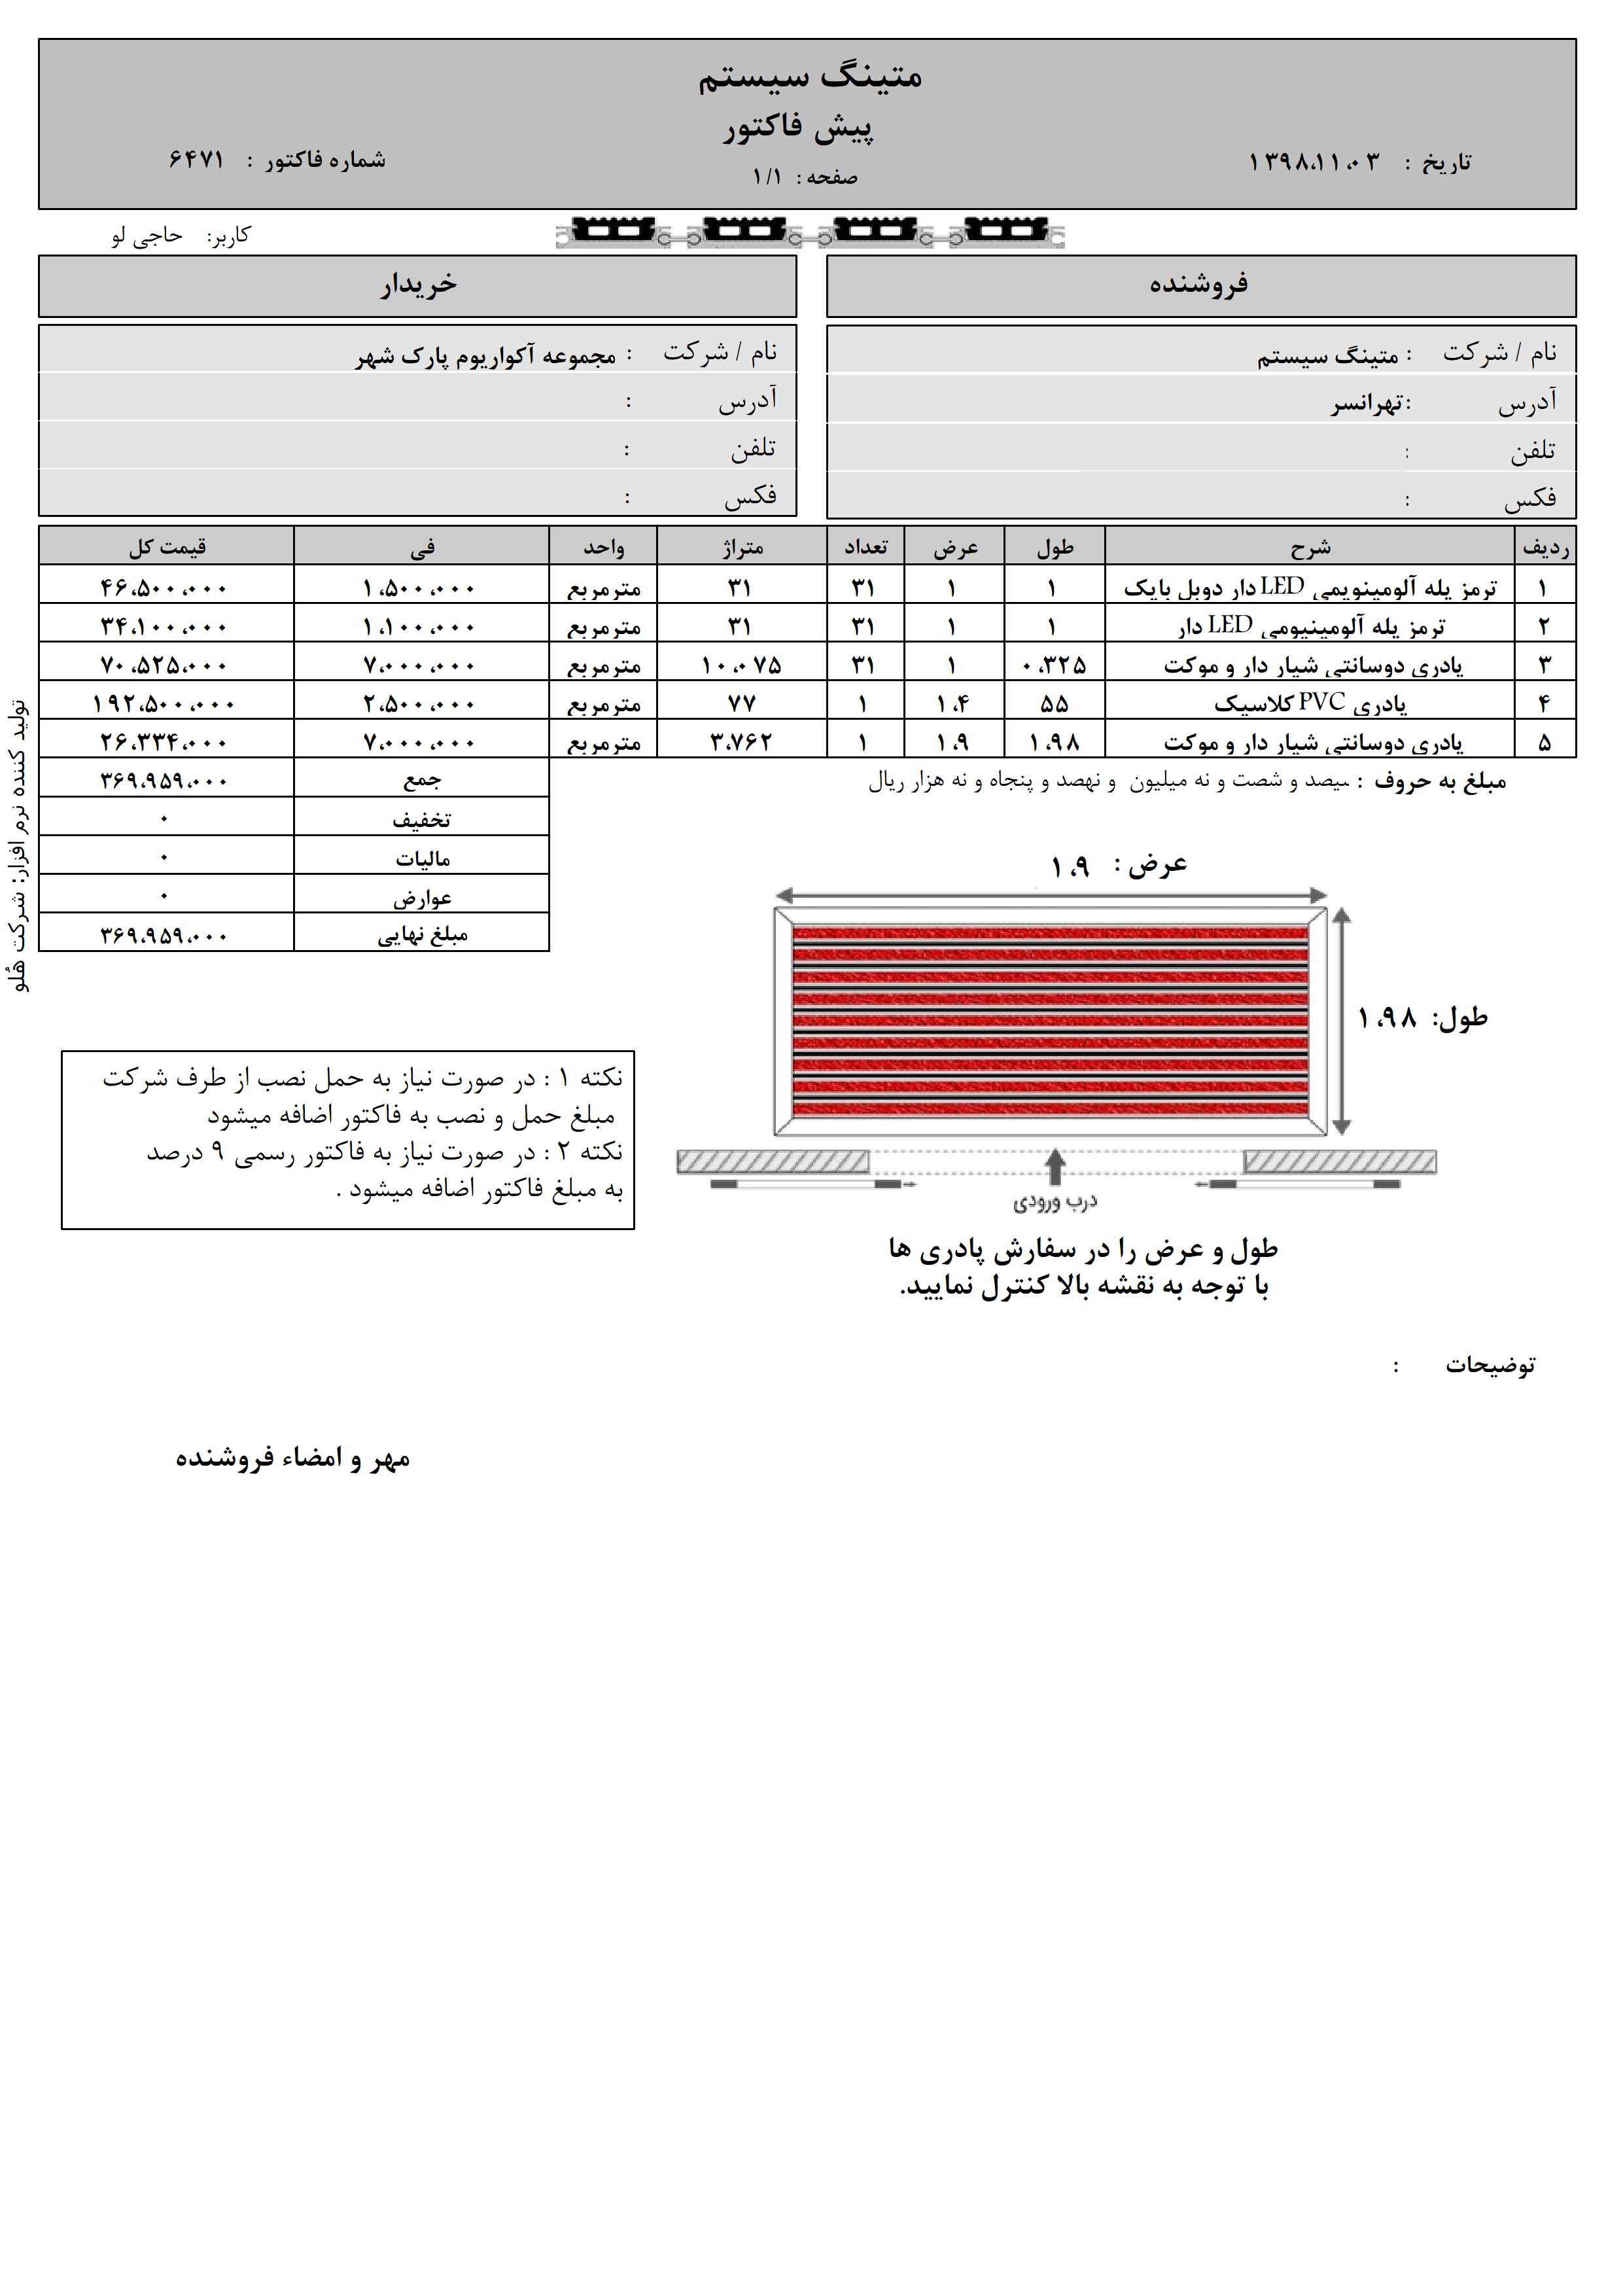 متینگ سیستم
پیش فاکتور
صفحه : ۱/۱
تاریخ : ۱۳۹۸،۱۱،۰۳
شماره فاکتور : ۶۴۷۱
کاربر: حاجی لو
فروشنده
نام / شرکت : متینگ سیستم
آدرس : تهرانسر
تلفن :
فکس :
خریدار
نام / شرکت : مجموعه آکواریوم پارک شهر
آدرس :
تلفن :
فکس :
ردیف شرح طول عرض تعداد متراژ واحد فی قیمت کل
۱ ترمز پله آلومینویمی LED دار دوبل بایک ۱ ۱ ۳۱ ۳۱ مترمربع ۱،۵۰۰،۰۰۰ ۴۶،۵۰۰،۰۰۰
۲ ترمز پله آلومینیومی LED دار ۱ ۱ ۳۱ ۳۱ مترمربع ۱،۱۰۰،۰۰۰ ۳۴،۱۰۰،۰۰۰
۳ پادری دوسانتی شیار دار و موکت ۰،۳۲۵ ۱ ۳۱ ۱۰،۰۷۵ مترمربع ۷،۰۰۰،۰۰۰ ۷۰،۵۲۵،۰۰۰
۴ پادری PVC کلاسیک ۵۵ ۱،۴ ۱ ۷۷ مترمربع ۲،۵۰۰،۰۰۰ ۱۹۲،۵۰۰،۰۰۰
۵ پادری دوسانتی شیار دار و موکت ۱،۹۸ ۱،۹ ۱ ۳،۷۶۲ مترمربع ۷،۰۰۰،۰۰۰ ۲۶،۳۳۴،۰۰۰
مبلغ به حروف : سیصد و شصت و نه میلیون و نهصد و پنجاه و نه هزار ریال
جمع ۳۶۹،۹۵۹،۰۰۰
تخفیف ۰
مالیات ۰
عوارض ۰
مبلغ نهایی ۳۶۹،۹۵۹،۰۰۰
عرض : ۱،۹
طول: ۱،۹۸
درب ورودی
طول و عرض را در سفارش پادری ها
با توجه به نقشه بالا کنترل نمایید.
نکته ۱ : در صورت نیاز به حمل نصب از طرف شرکت
مبلغ حمل و نصب به فاکتور اضافه میشود
نکته ۲ : در صورت نیاز به فاکتور رسمی ۹ درصد
به مبلغ فاکتور اضافه میشود .
توضیحات :
مهر و امضاء فروشنده
تولید کننده نرم افزار: شرکت هُلو